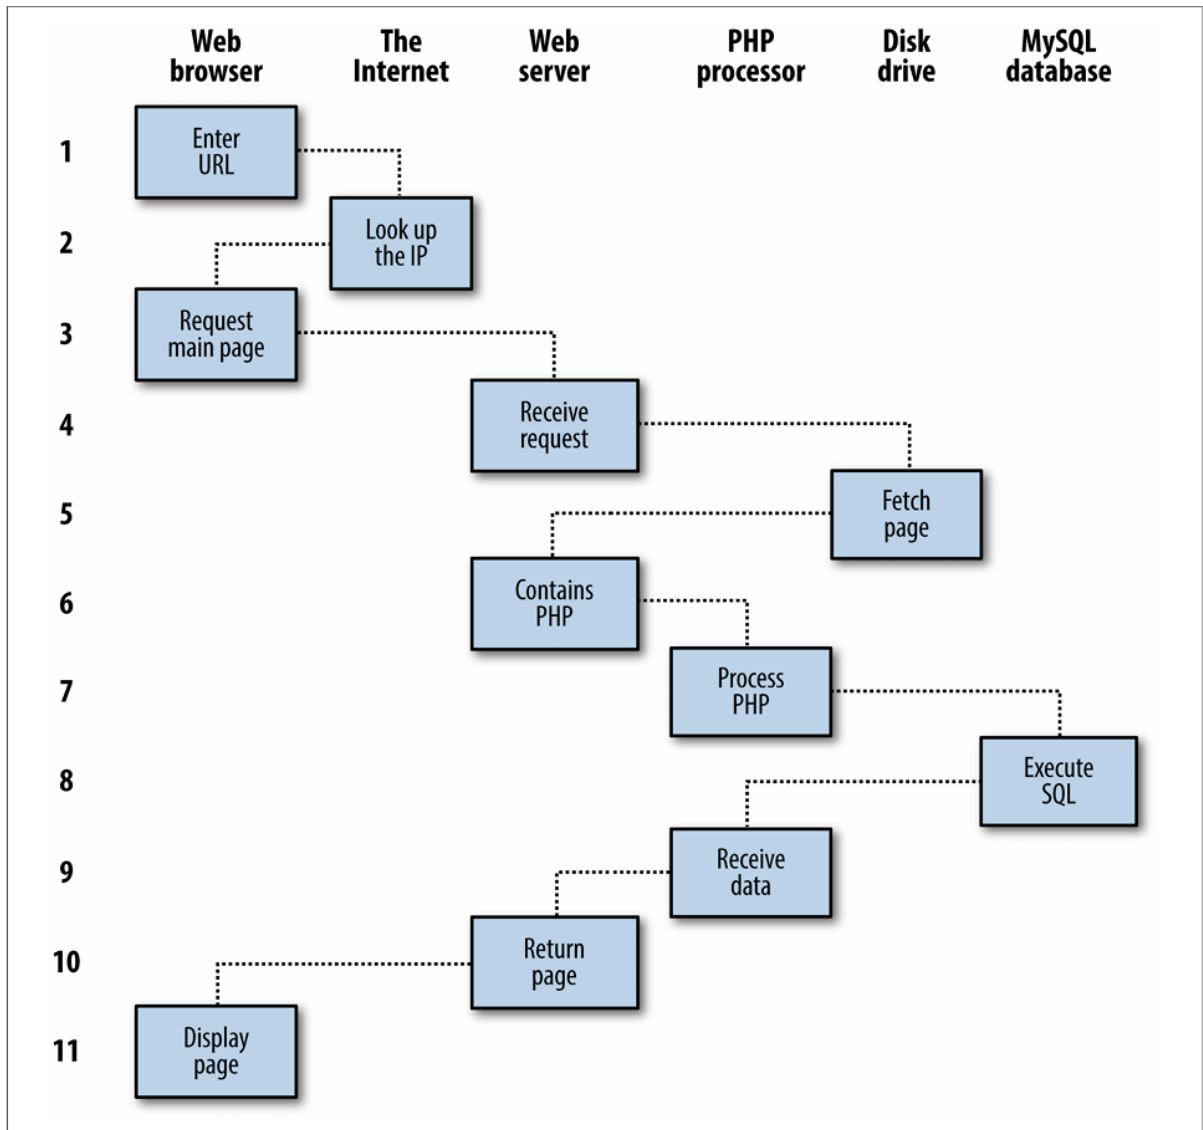 Web
browser
The
Internet
Web
server
PHP
processor
Disk
drive
MySQL
database
1
Enter
URL
2
Look up
the IP
3
Request
main page
4
Receive
request
5
Fetch
page
6
Contains
PHP
7
Process
PHP
8
Execute
SQL
9
Receive
data
10
Return
page
11
Display
page